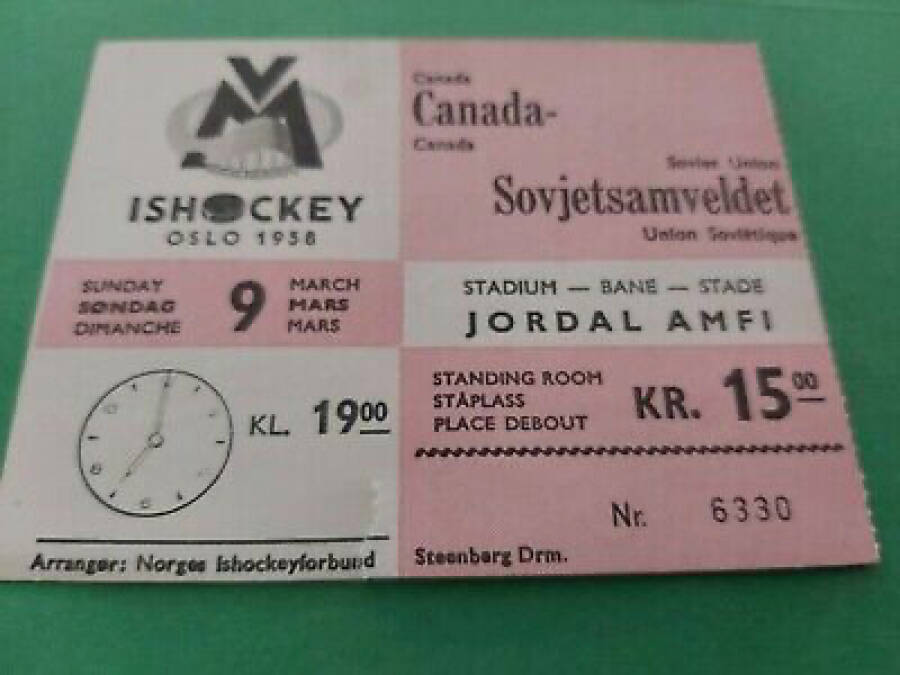 VM
ISHOCKEY
OSLO 1958
SUNDAY
SØNDAG
DIMANCHE
9
MARCH
MARS
MARS
KL. 19 00
Arrangør: Norges Ishockeyforbund
Canada
Canada-
Canada
Soviet Union
Sovjetsamveldet
Union Soviétique
STADIUM — BANE — STADE
JORDAL AMFI
STANDING ROOM
STÅPLASS
PLACE DEBOUT
KR. 15 00
Nr. 6330
Steenberg Drm.